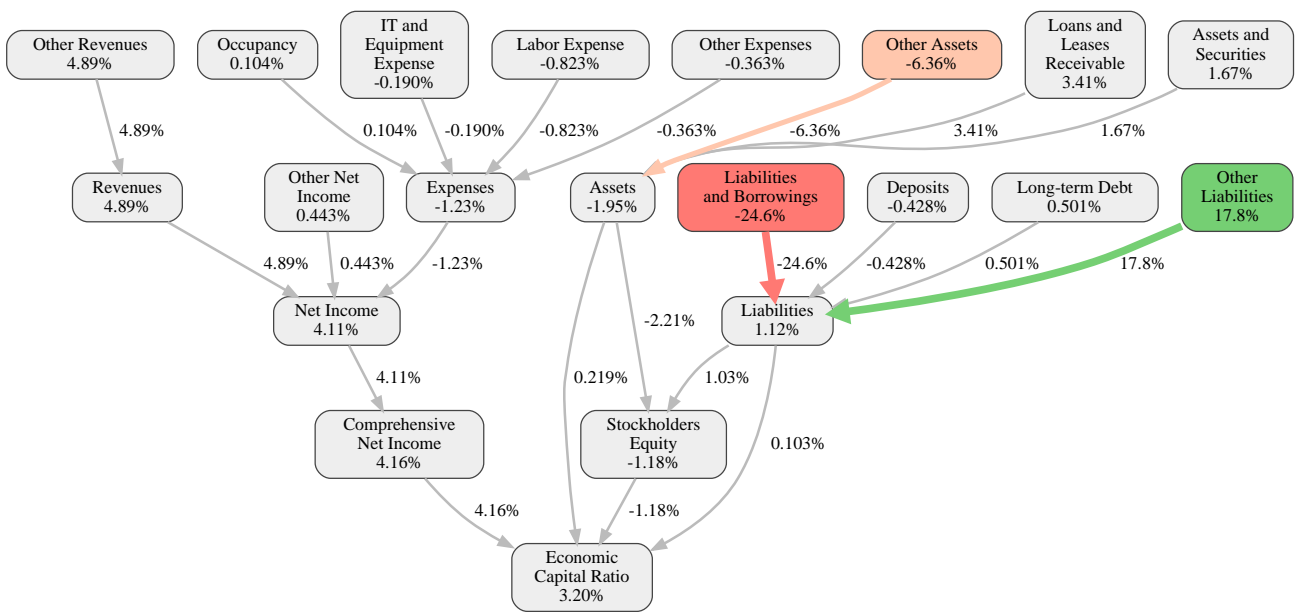 Other Revenues
4.89%
Occupancy
0.104%
IT and
Equipment
Expense
-0.190%
Labor Expense
-0.823%
Other Expenses
-0.363%
Other Assets
-6.36%
Loans and
Leases
Receivable
3.41%
Assets and
Securities
1.67%
4.89%
0.104%
-0.190%
-0.823%
-0.363%
-6.36%
3.41%
1.67%
Revenues
4.89%
Other Net
Income
0.443%
Expenses
-1.23%
Assets
-1.95%
Liabilities
and Borrowings
-24.6%
Deposits
-0.428%
Long-term Debt
0.501%
Other
Liabilities
17.8%
4.89%
0.443%
-1.23%
-24.6%
-0.428%
0.501%
17.8%
Net Income
4.11%
-2.21%
Liabilities
1.12%
4.11%
0.219%
1.03%
Comprehensive
Net Income
4.16%
Stockholders
Equity
-1.18%
0.103%
4.16%
-1.18%
Economic
Capital Ratio
3.20%